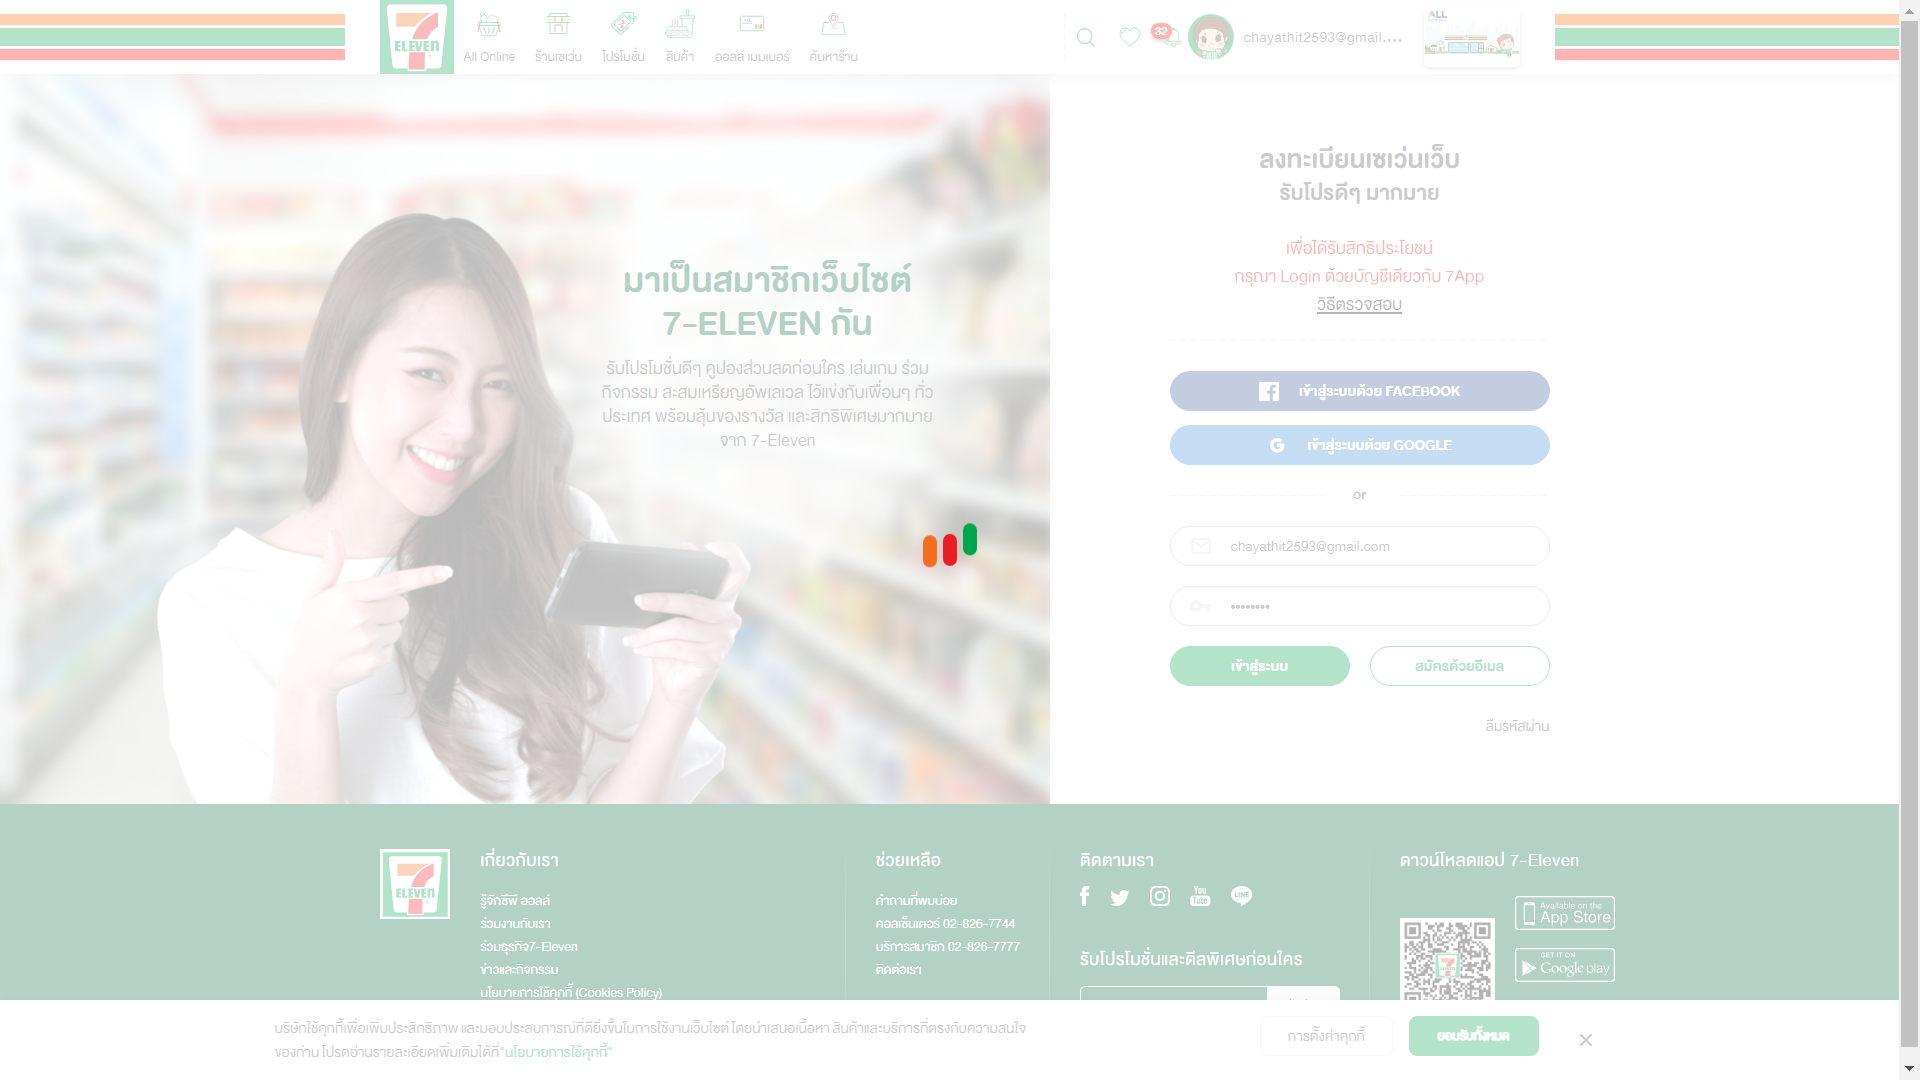 7 ELEVEN
All Online
ร้านเซเว่น
โปรโมชั่น
สินค้า
ออลล์ เมมเบอร์
ค้นหาร้าน
32
chayathit2593@gmail....
ALL
ลงทะเบียนเซเว่นเว็บ
รับโปรดีๆ มากมาย
เพื่อได้รับสิทธิประโยชน์
กรุณา Login ด้วยบัญชีเดียวกับ 7App
วิธีตรวจสอบ
มาเป็นสมาชิกเว็บไซต์
7-ELEVEN กัน
รับโปรโมชั่นดีๆ คูปองส่วนลดก่อนใคร เล่นเกม ร่วม
กิจกรรม สะสมเหรียญอัพเลเวล ไว้แข่งกับเพื่อนๆ ทั่ว
ประเทศ พร้อมลุ้นของรางวัล และสิทธิพิเศษมากมาย
จาก 7-Eleven
เข้าสู่ระบบด้วย FACEBOOK
เข้าสู่ระบบด้วย GOOGLE
or
chayathit2593@gmail.com
••••••••
เข้าสู่ระบบ
สมัครด้วยอีเมล
ลืมรหัสผ่าน
7 ELEVEN
เกี่ยวกับเรา
รู้จักซีพี ออลล์
ร่วมงานกับเรา
ร่วมธุรกิจ7-Eleven
ข่าวและกิจกรรม
นโยบายการใช้คุกกี้ (Cookies Policy)
ช่วยเหลือ
คำถามที่พบบ่อย
คอลเซ็นเตอร์ 02-826-7744
บริการสมาชิก 02-826-7777
ติดต่อเรา
ติดตามเรา
You Tube
LINE
รับโปรโมชั่นและดีลพิเศษก่อนใคร
ดาวน์โหลดแอป 7-Eleven
Available on the
App Store
GET IT ON
Google play
บริษัทใช้คุกกี้เพื่อเพิ่มประสิทธิภาพ และมอบประสบการณ์ที่ดียิ่งขึ้นในการใช้งานเว็บไซต์ โดยนำเสนอเนื้อหา สินค้าและบริการที่ตรงกับความสนใจ
ของท่าน โปรดอ่านรายละเอียดเพิ่มเติมได้ที่"นโยบายการใช้คุกกี้"
การตั้งค่าคุกกี้
ยอมรับทั้งหมด